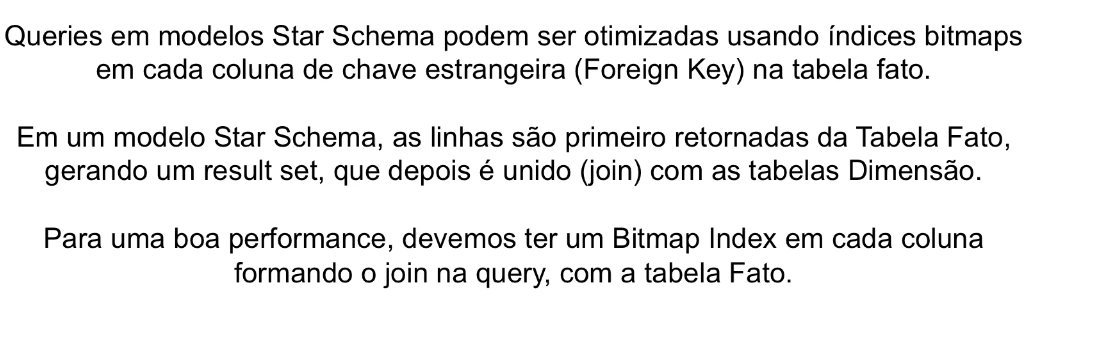 Queries em modelos Star Schema podem ser otimizadas usando índices bitmaps
em cada coluna de chave estrangeira (Foreign Key) na tabela fato.
Em um modelo Star Schema, as linhas são primeiro retornadas da Tabela Fato,
gerando um result set, que depois é unido (join) com as tabelas Dimensão.
Para uma boa performance, devemos ter um Bitmap Index em cada coluna
formando o join na query, com a tabela Fato.